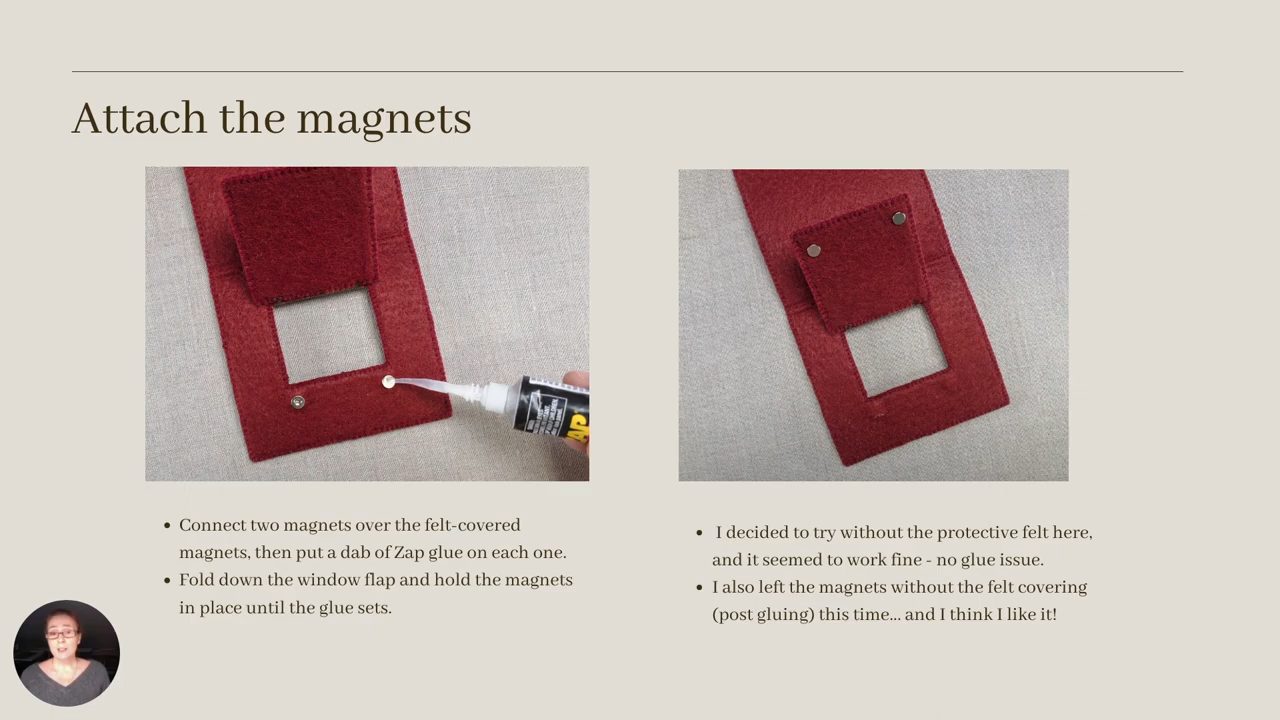 Attach the magnets
ZAP
• Connect two magnets over the felt-covered
magnets, then put a dab of Zap glue on each one.
• Fold down the window flap and hold the magnets
in place until the glue sets.
• I decided to try without the protective felt here,
and it seemed to work fine - no glue issue.
• I also left the magnets without the felt covering
(post gluing) this time... and I think I like it!